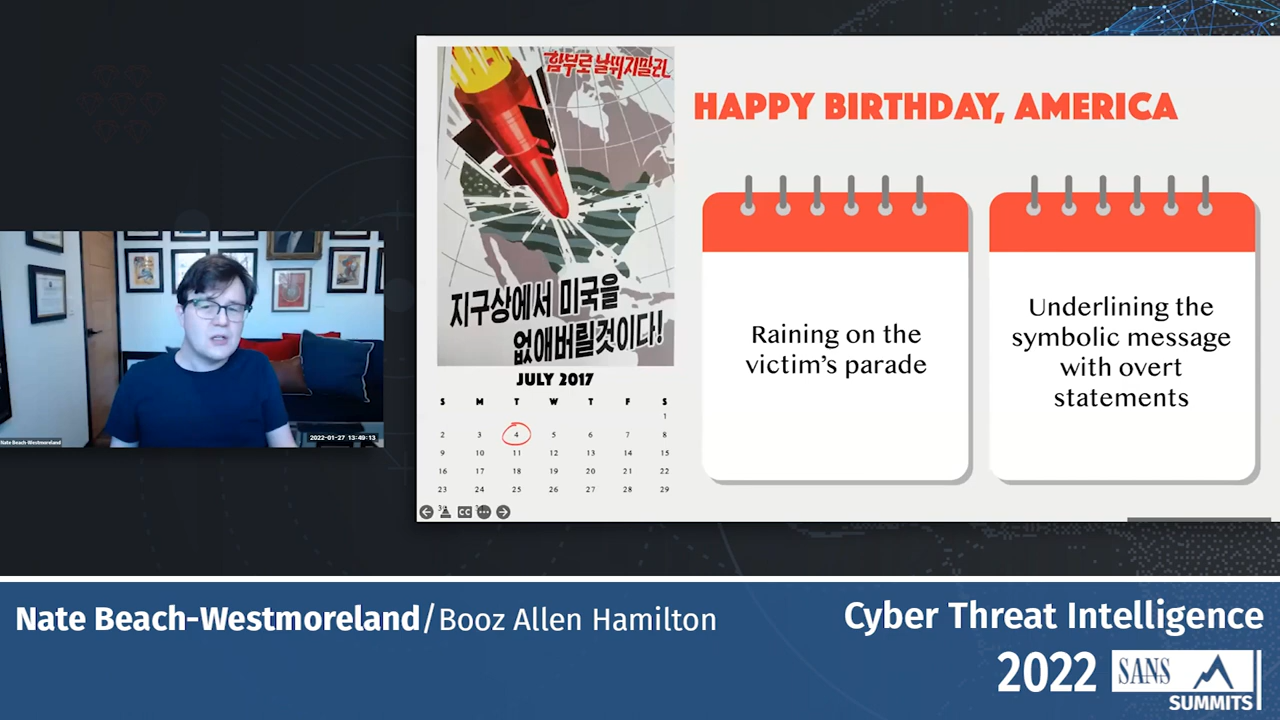 함부로 날뛰지말라
지구상에서 미국을
없애버릴것이다!
HAPPY BIRTHDAY, AMERICA
JULY 2017
S M T W T F S
1
2 3 4 5 6 7 8
9 10 11 12 13 14 15
16 17 18 19 20 21 22
23 24 25 26 27 28 29
CC
Raining on the
victim's parade
Underlining the
symbolic message
with overt
statements
Nate Beach-Westmoreland
2022-01-27 13:49:13
Nate Beach-Westmoreland/Booz Allen Hamilton
Cyber Threat Intelligence
2022 SANS
SUMMITS